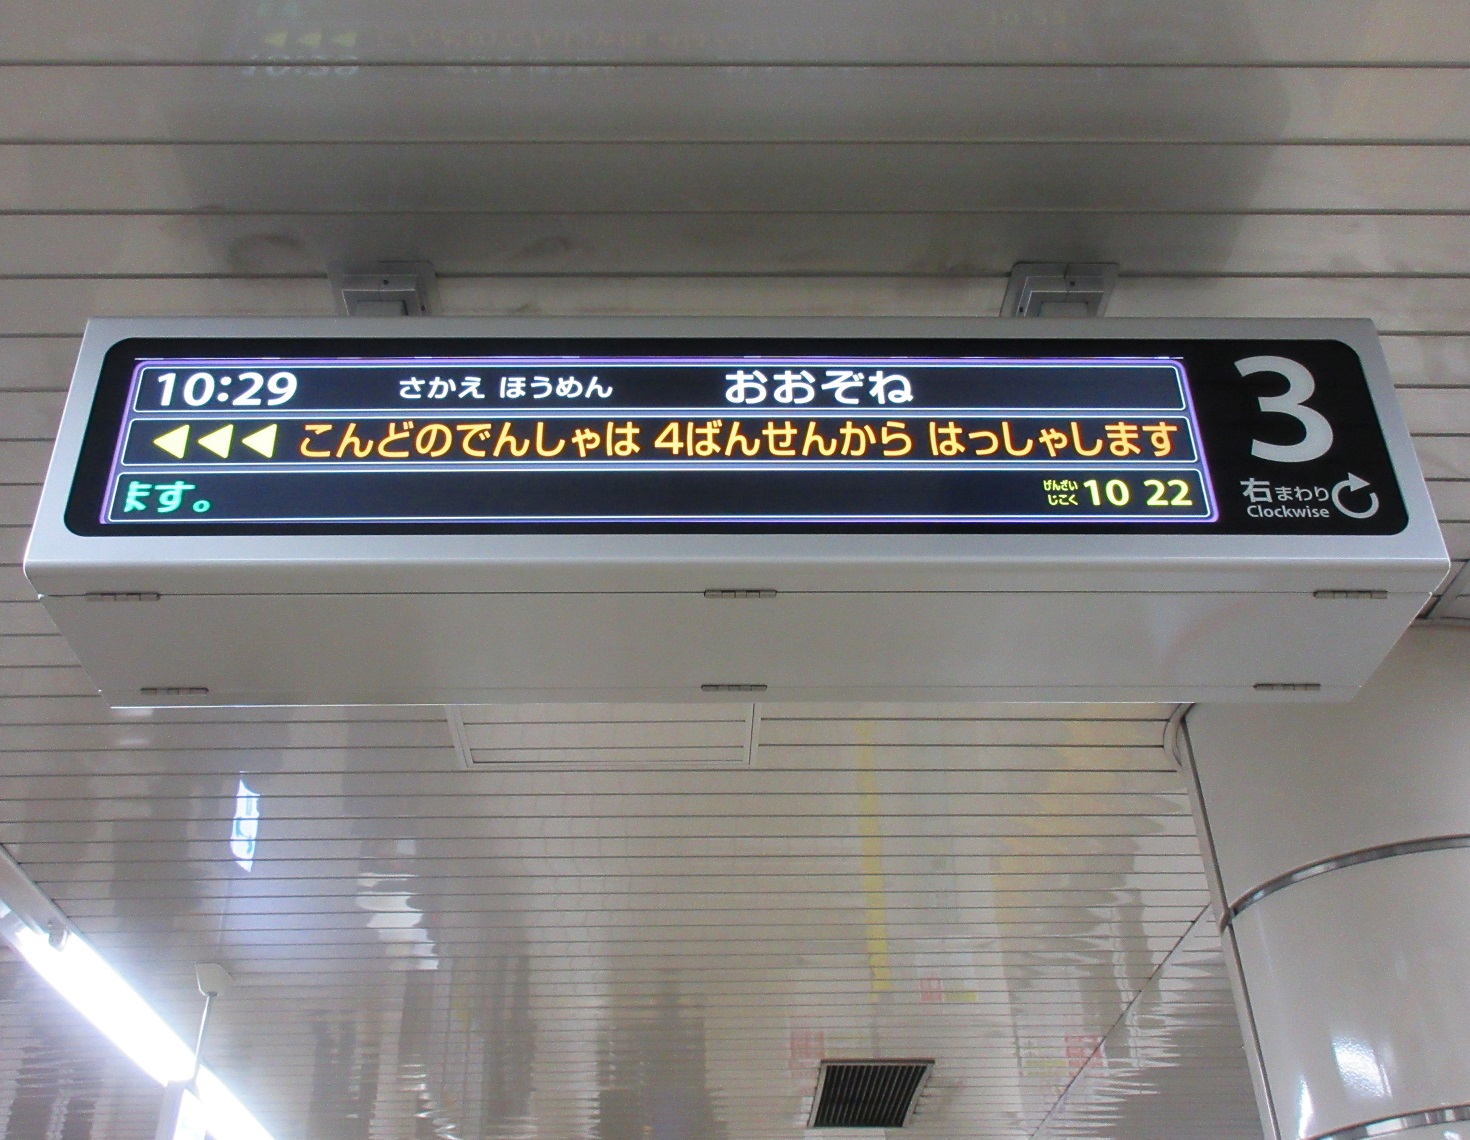 10:29 さかえ ほうめん おおぞね
◀◀◀ こんどのでんしゃは 4ばんせんから はっしゃします
ます。 げんざいじこく 10 22
3
右まわり
Clockwise